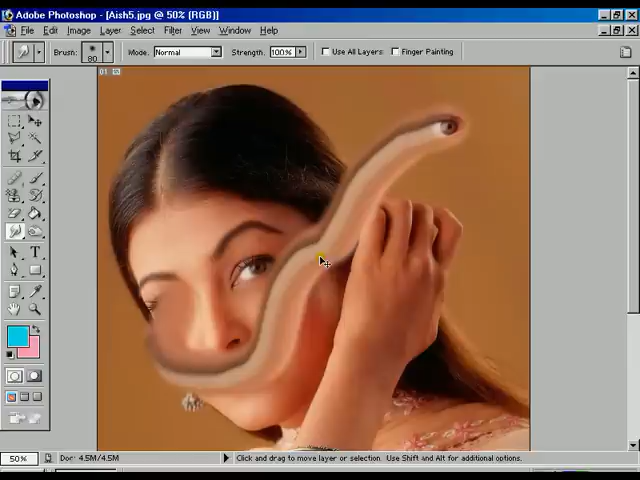 Adobe Photoshop - [Aish5.jpg @ 50% (RGB)]
File Edit Image Layer Select Filter View Window Help
Brush: 80 Mode: Normal Strength: 100% Use All Layers Finger Painting
01
T
50% Doc: 4.5M/4.5M Click and drag to move layer or selection. Use Shift and Alt for additional options.